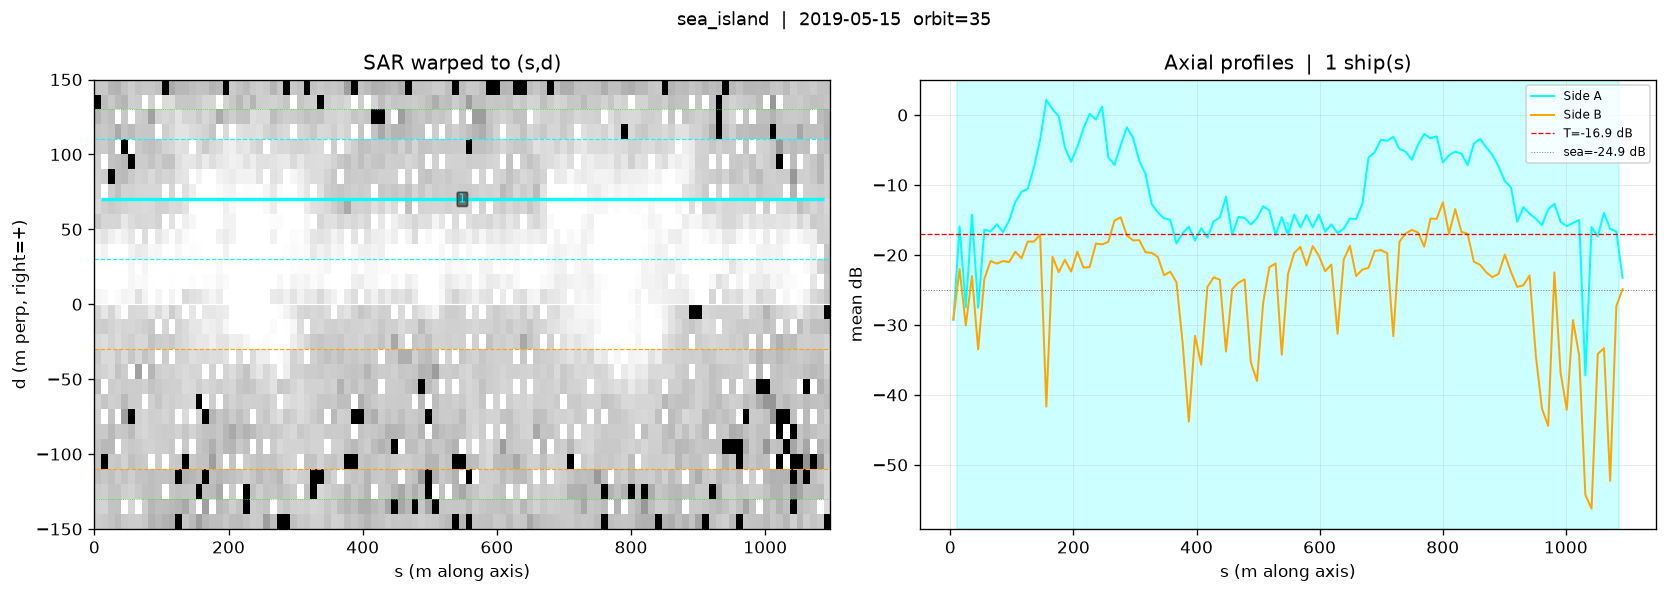 sea_island | 2019-05-15 orbit=35
SAR warped to (s,d)
150
100
50
0
−50
−100
−150
d (m perp, right=+)
1
0 200 400 600 800 1000
s (m along axis)
Axial profiles | 1 ship(s)
0
−10
−20
−30
−40
−50
mean dB
Side A
Side B
T=-16.9 dB
sea=-24.9 dB
0 200 400 600 800 1000
s (m along axis)